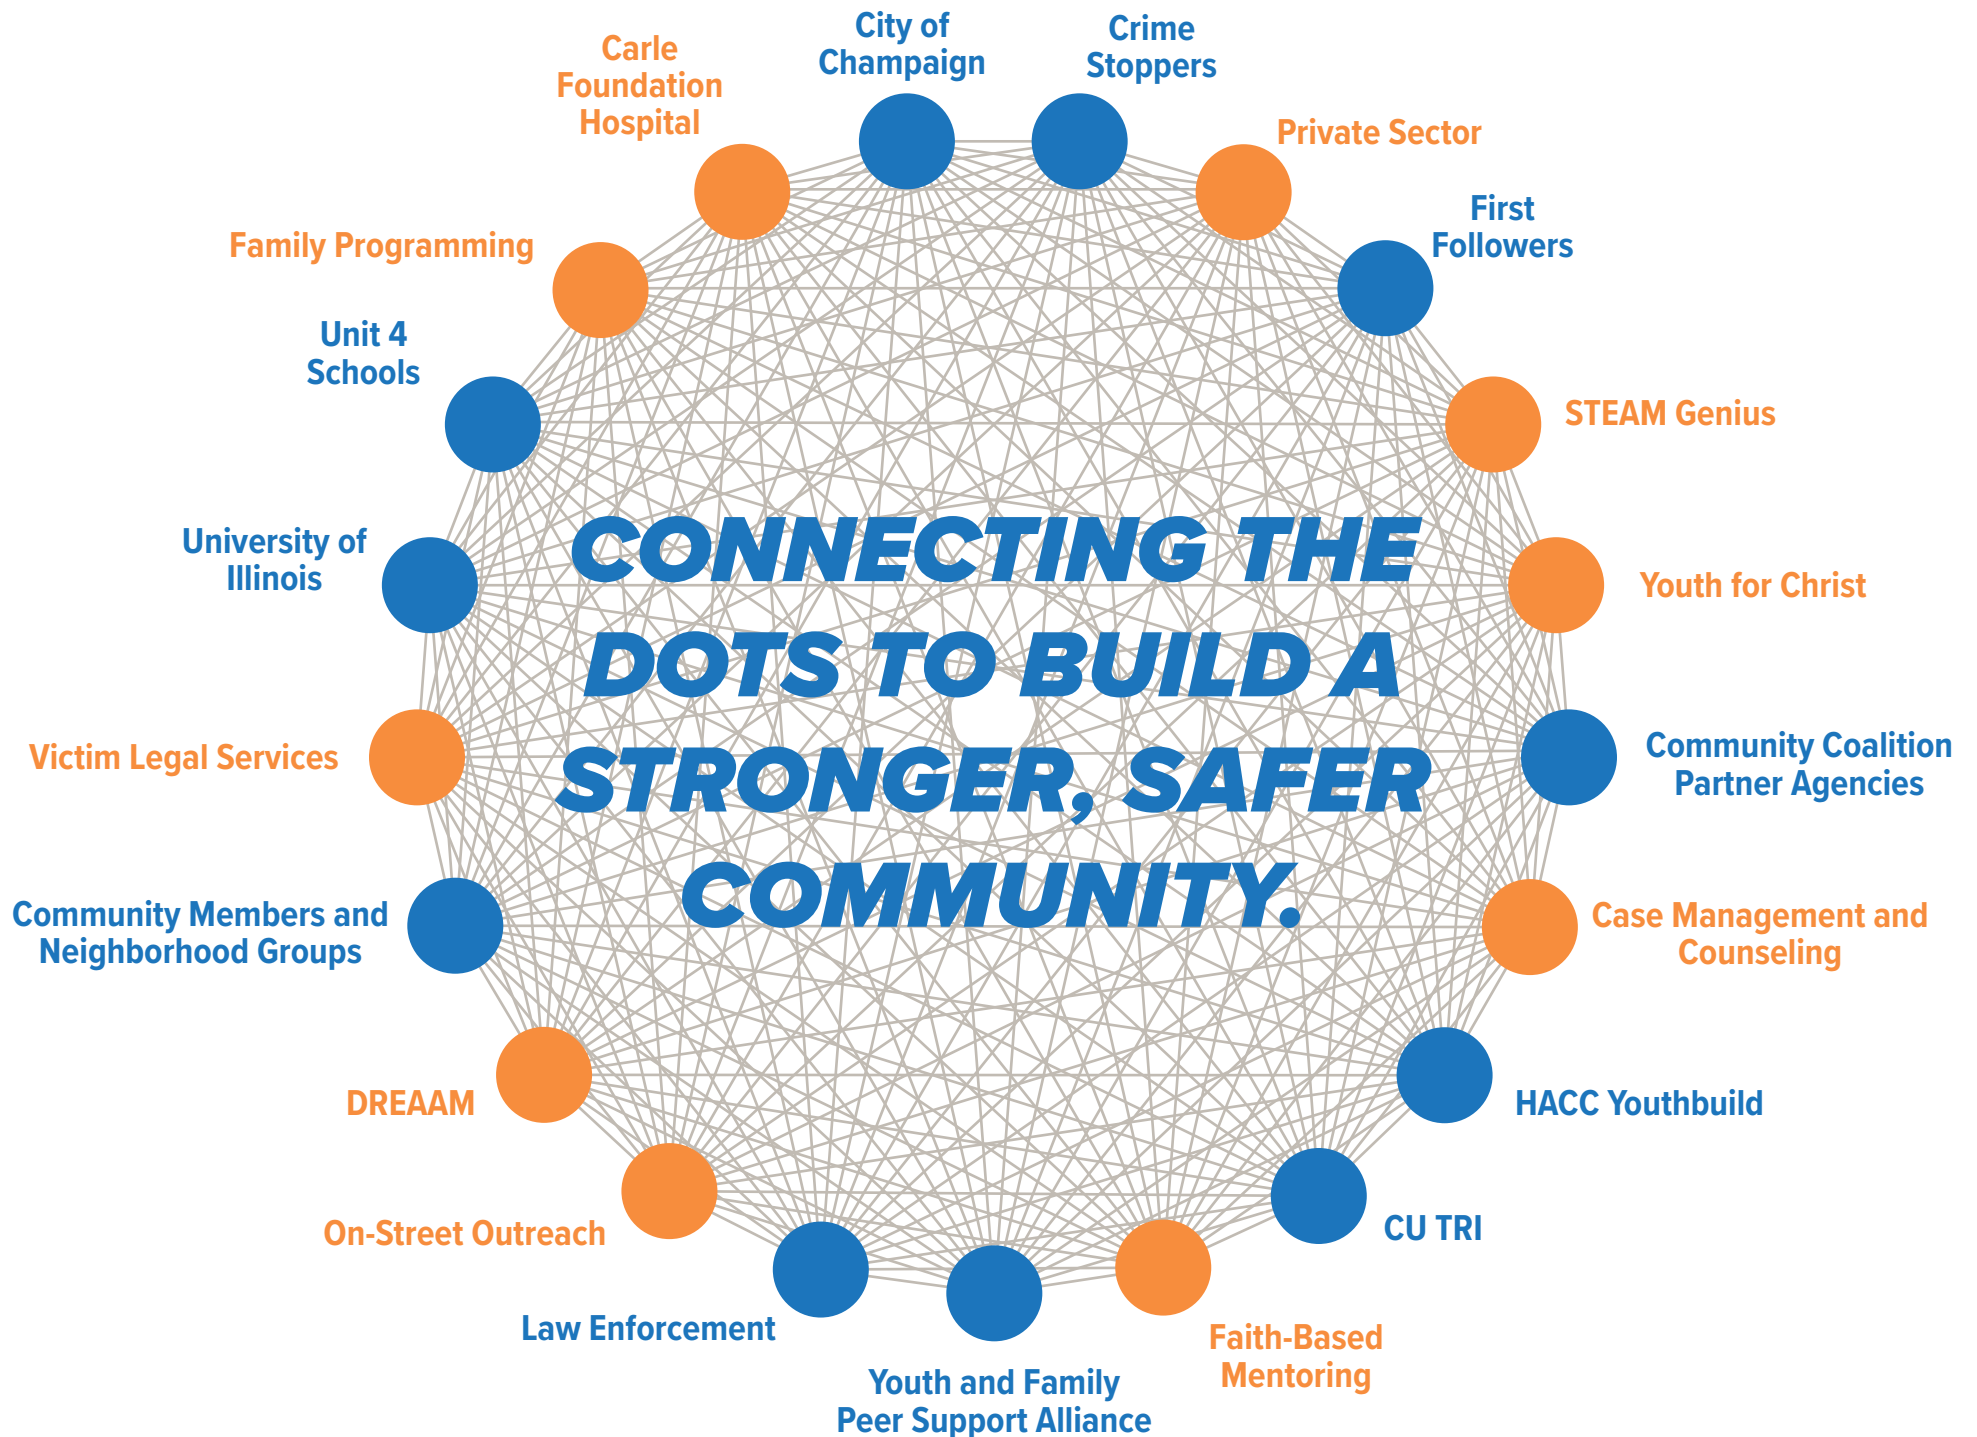 City of
Champaign
Crime
Stoppers
Private Sector
First
Followers
STEAM Genius
Youth for Christ
Community Coalition
Partner Agencies
Case Management and
Counseling
HACC Youthbuild
CU TRI
Faith-Based
Mentoring
Youth and Family
Peer Support Alliance
Law Enforcement
On-Street Outreach
DREAAM
Community Members and
Neighborhood Groups
Victim Legal Services
University of
Illinois
Unit 4
Schools
Family Programming
Carle
Foundation
Hospital
CONNECTING THE
DOTS TO BUILD A
STRONGER, SAFER
COMMUNITY.